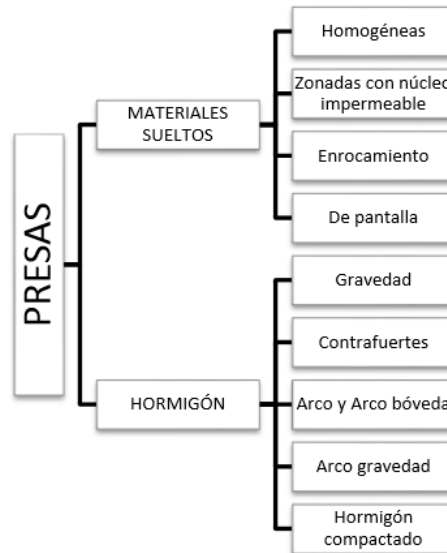 PRESAS
MATERIALES
SUELTOS
Homogéneas
Zonadas con núcleo
impermeable
Enrocamiento
De pantalla
HORMIGÓN
Gravedad
Contrafuertes
Arco y Arco bóveda
Arco gravedad
Hormigón
compactado